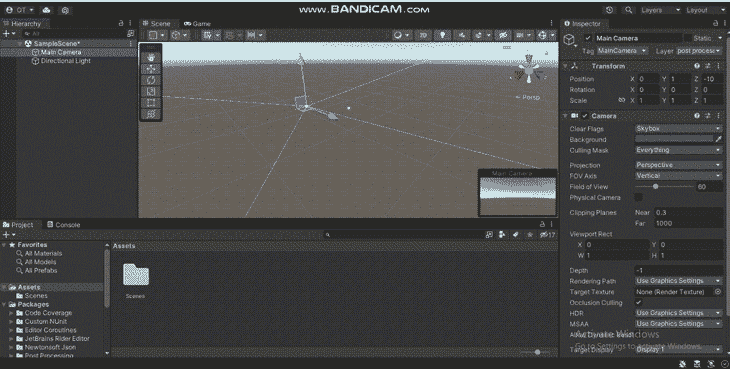 www.BANDICAM.com
GT
Layers
Layout
Hierarchy
Scene
Game
Inspector
All
SampleScene*
Main Camera
Directional Light
2D
Persp
Main Camera
Main Camera
Static
Tag MainCamera
Layer post process
Transform
Position X 0 Y 1 Z -10
Rotation X 0 Y 0 Z 0
Scale X 1 Y 1 Z 1
Camera
Clear Flags Skybox
Background
Culling Mask Everything
Projection Perspective
FOV Axis Vertical
Field of View 60
Physical Camera
Clipping Planes Near 0.3
Far 1000
Viewport Rect
X 0 Y 0
W 1 H 1
Depth -1
Rendering Path Use Graphics Settings
Target Texture None (Render Texture)
Occlusion Culling
HDR Use Graphics Settings
MSAA Use Graphics Settings
Target Display Display 1
Activate Windows
Go to Settings to activate Windows.
Project
Console
17
Favorites
All Materials
All Models
All Prefabs
Assets
Scenes
Packages
Code Coverage
Custom NUnit
Editor Coroutines
JetBrains Rider Editor
Newtonsoft Json
Post Processing
Assets
Scenes